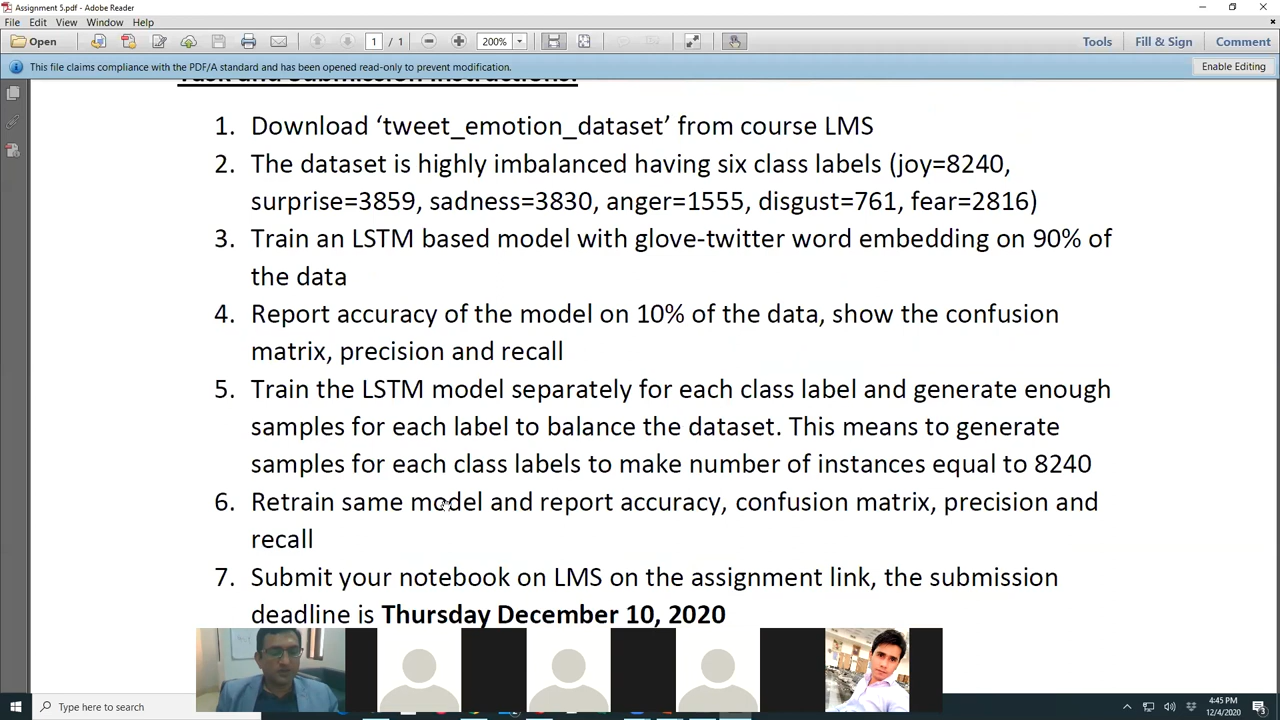 Assignment 5.pdf - Adobe Reader
File Edit View Window Help
Open 1 / 1 200% Tools Fill & Sign Comment
This file claims compliance with the PDF/A standard and has been opened read-only to prevent modification. Enable Editing
Task and Submission Instructions:
1. Download ‘tweet_emotion_dataset’ from course LMS
2. The dataset is highly imbalanced having six class labels (joy=8240,
surprise=3859, sadness=3830, anger=1555, disgust=761, fear=2816)
3. Train an LSTM based model with glove-twitter word embedding on 90% of
the data
4. Report accuracy of the model on 10% of the data, show the confusion
matrix, precision and recall
5. Train the LSTM model separately for each class label and generate enough
samples for each label to balance the dataset. This means to generate
samples for each class labels to make number of instances equal to 8240
6. Retrain same model and report accuracy, confusion matrix, precision and
recall
7. Submit your notebook on LMS on the assignment link, the submission
deadline is Thursday December 10, 2020
Type here to search
4:45 PM
12/4/2020